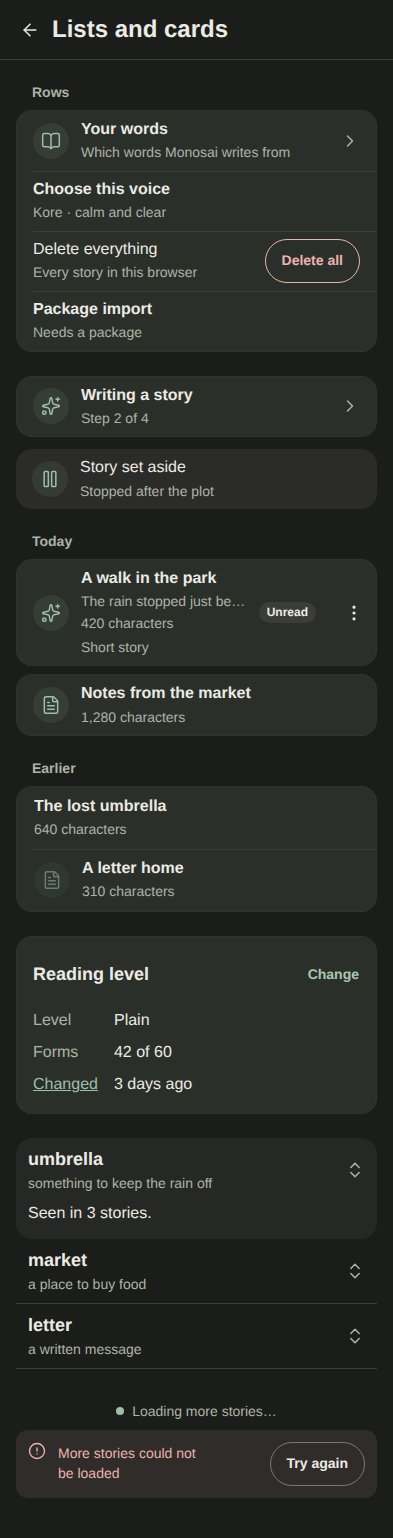 Lists and cards
Rows
Your words
Which words Monosai writes from
Choose this voice
Kore · calm and clear
Delete everything
Every story in this browser
Delete all
Package import
Needs a package
Writing a story
Step 2 of 4
Story set aside
Stopped after the plot
Today
A walk in the park
The rain stopped just be…
420 characters
Short story
Unread
Notes from the market
1,280 characters
Earlier
The lost umbrella
640 characters
A letter home
310 characters
Reading level
Change
Level Plain
Forms 42 of 60
Changed 3 days ago
umbrella
something to keep the rain off
Seen in 3 stories.
market
a place to buy food
letter
a written message
Loading more stories…
More stories could not
be loaded
Try again